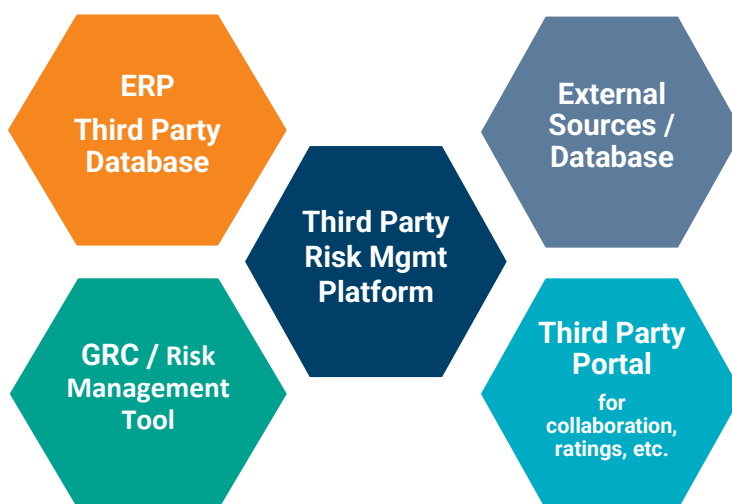 ERP
Third Party
Database
External
Sources /
Database
Third Party
Risk Mgmt
Platform
GRC / Risk
Management
Tool
Third Party
Portal
for
collaboration,
ratings, etc.